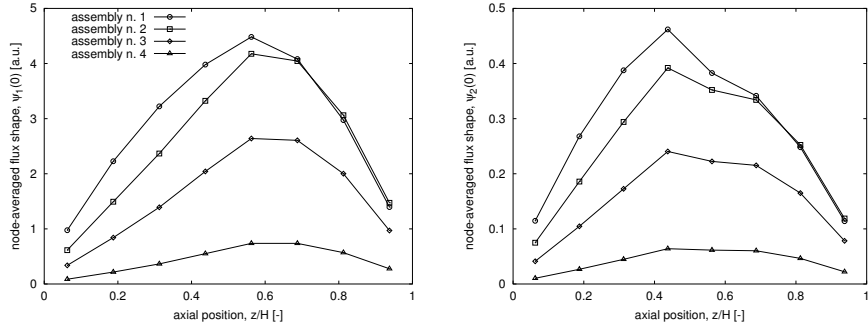 node-averaged flux shape, ψ1(0) [a.u.]
5
4
3
2
1
0
assembly n. 1
assembly n. 2
assembly n. 3
assembly n. 4
0 0.2 0.4 0.6 0.8 1
axial position, z/H [-]
node-averaged flux shape, ψ2(0) [a.u.]
0.5
0.4
0.3
0.2
0.1
0
0 0.2 0.4 0.6 0.8 1
axial position, z/H [-]